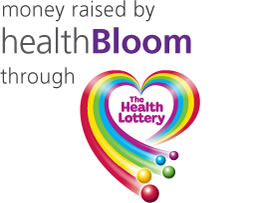 money raised by
healthBloom
through
The
Health
Lottery